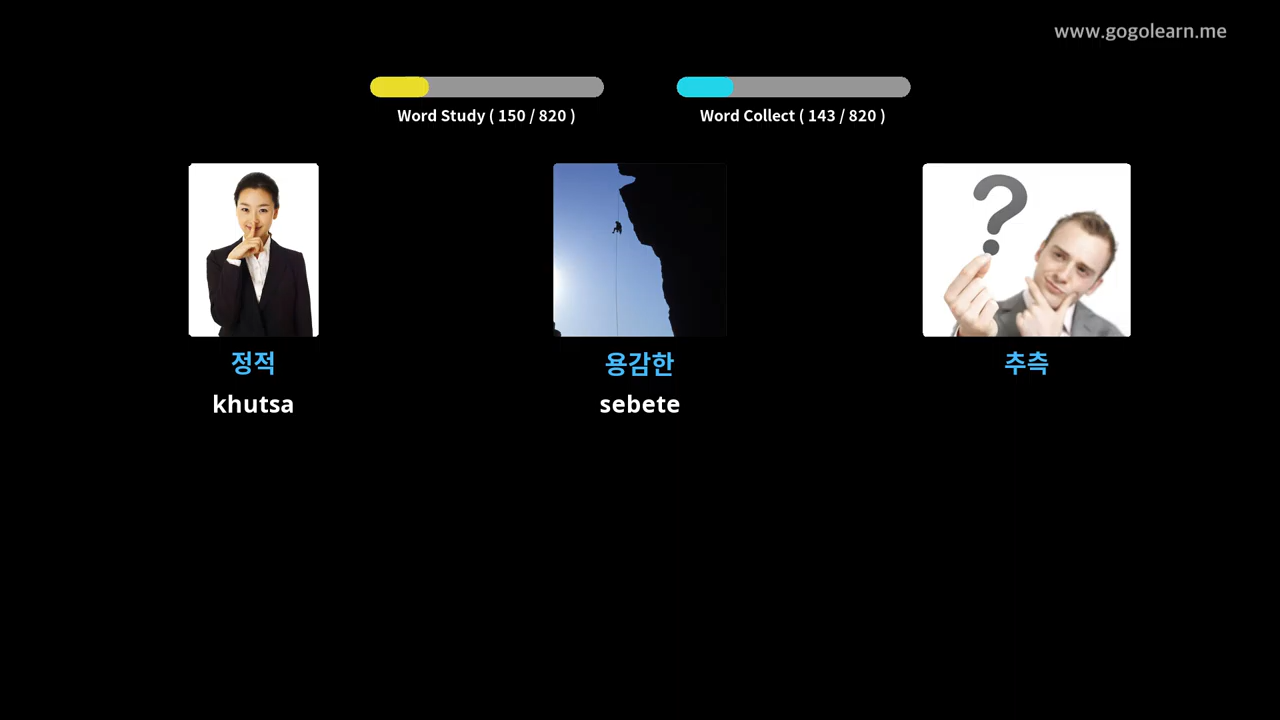 www.gogolearn.me
Word Study ( 150 / 820 )
Word Collect ( 143 / 820 )
정적
용감한
추측
khutsa
sebete